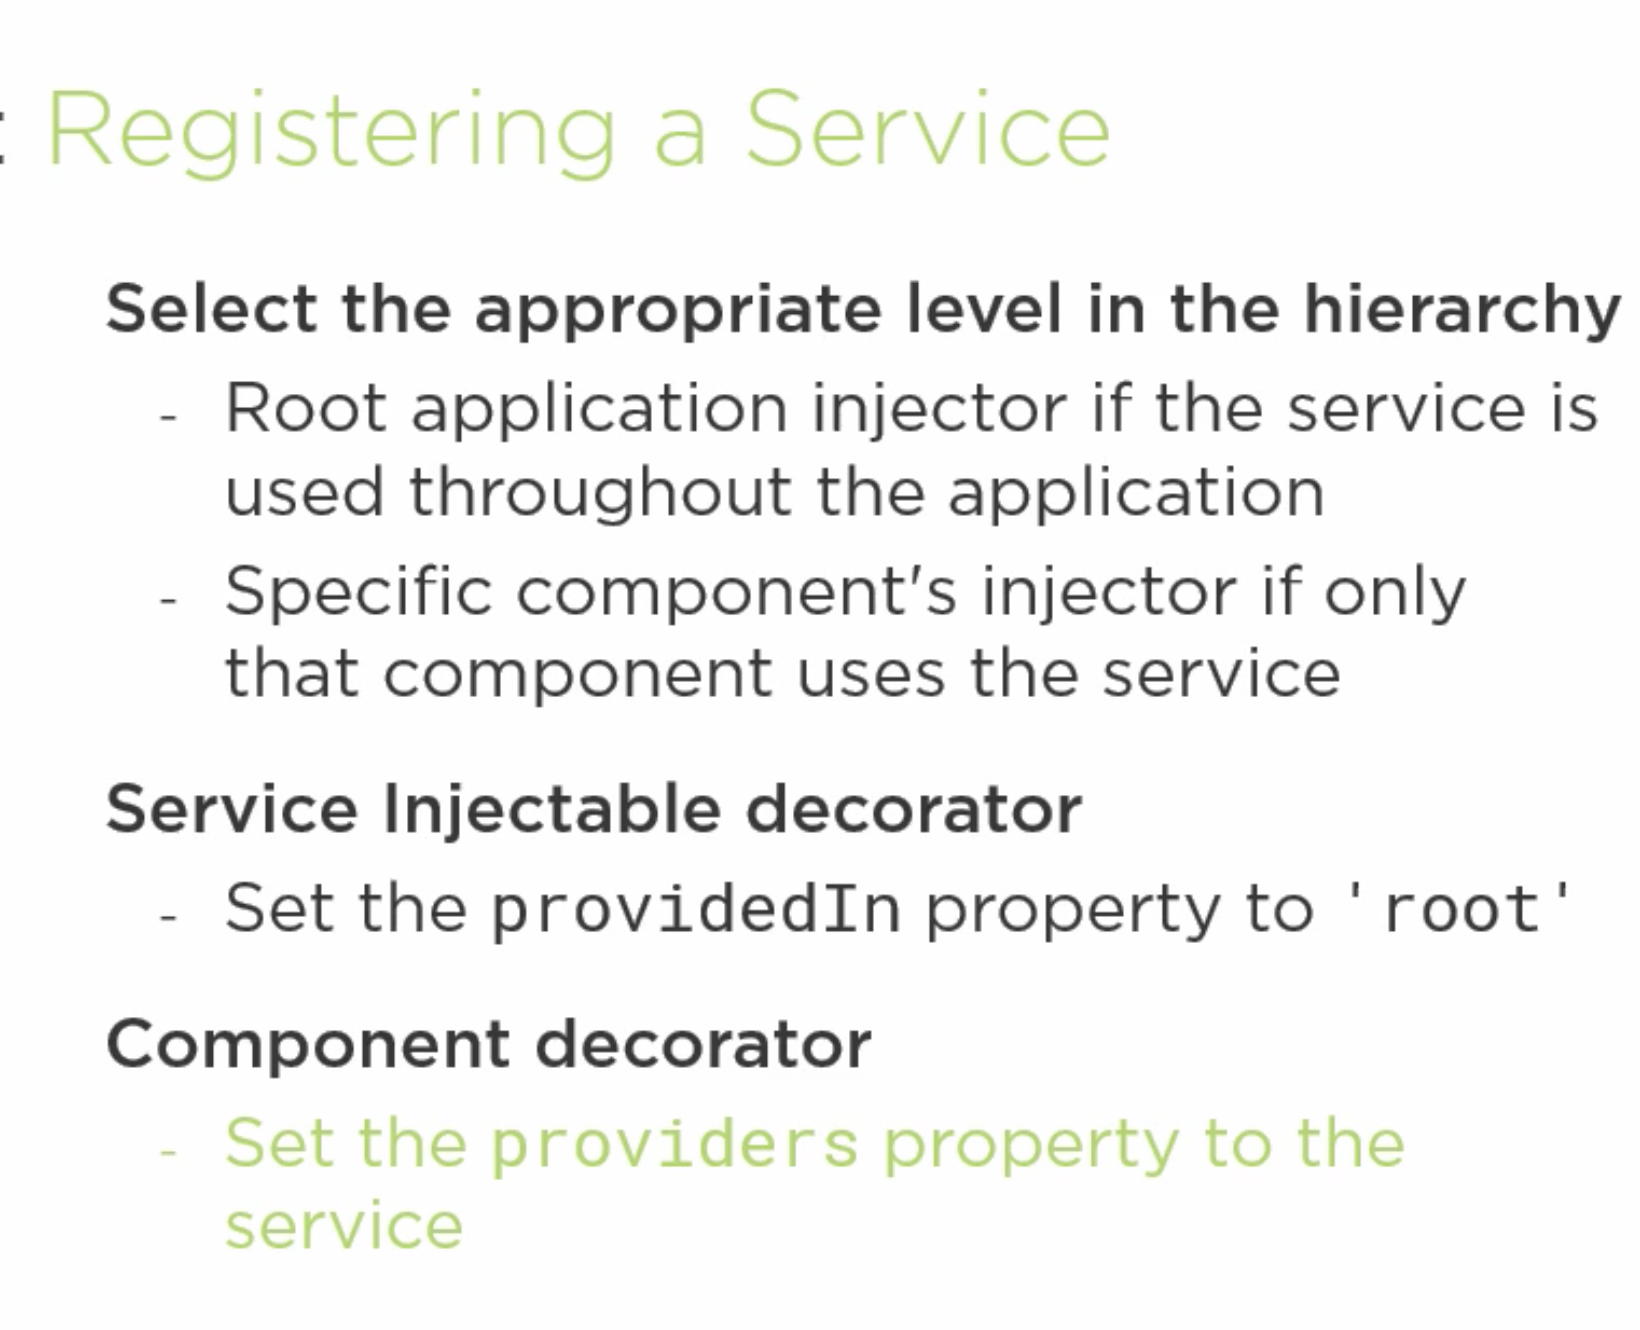 : Registering a Service
Select the appropriate level in the hierarchy
- Root application injector if the service is
used throughout the application
- Specific component's injector if only
that component uses the service
Service Injectable decorator
- Set the providedIn property to 'root'
Component decorator
- Set the providers property to the
service